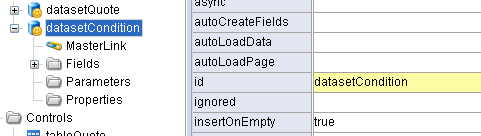 datasetQuote
datasetCondition
MasterLink
Fields
Parameters
Properties
Controls
tableQuote
async
autoCreateFields
autoLoadData
autoLoadPage
id datasetCondition
ignored
insertOnEmpty true